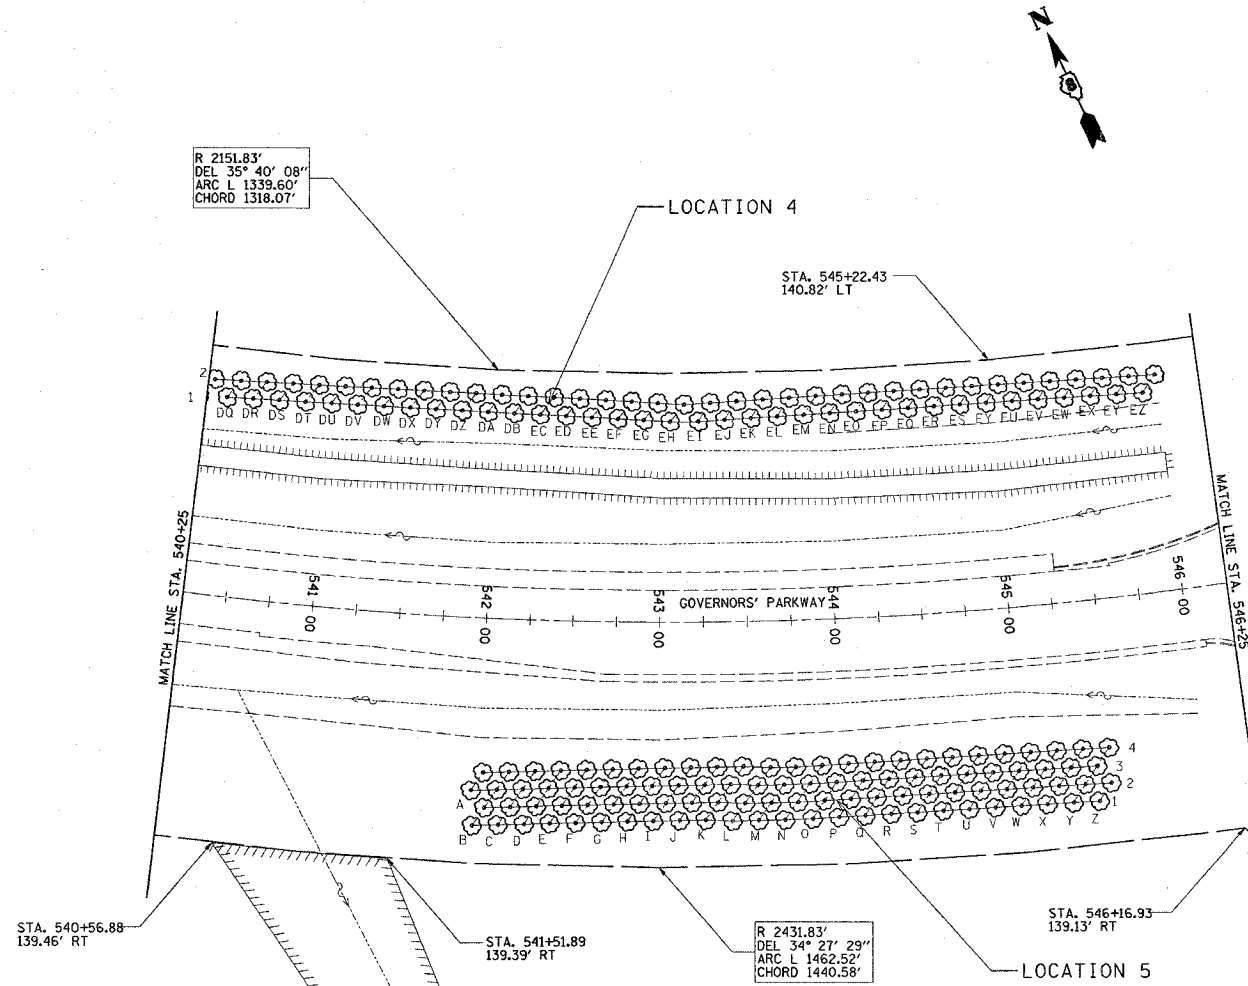 N
8
R 2151.83'
DEL 35° 40' 08"
ARC L 1339.60'
CHORD 1318.07'
LOCATION 4
STA. 545+22.43
140.82' LT
2
1
DQ DR DS DT DU DV DW DX DY DZ DA DB EC ED EE EF EG EH EI EJ EK EL EM EN EO EP EQ ER ES EY EU EV EW EX EY EZ
MATCH LINE STA. 540+25
MATCH LINE STA. 546+25
541 00
542 00
543 00
GOVERNORS' PARKWAY
544 00
545 00
546 00
4
3
2
1
A
B C D E F G H I J K L M N O P Q R S T U V W X Y Z
STA. 540+56.88
139.46' RT
STA. 541+51.89
139.39' RT
R 2431.83'
DEL 34° 27' 29"
ARC L 1462.52'
CHORD 1440.58'
STA. 546+16.93
139.13' RT
LOCATION 5